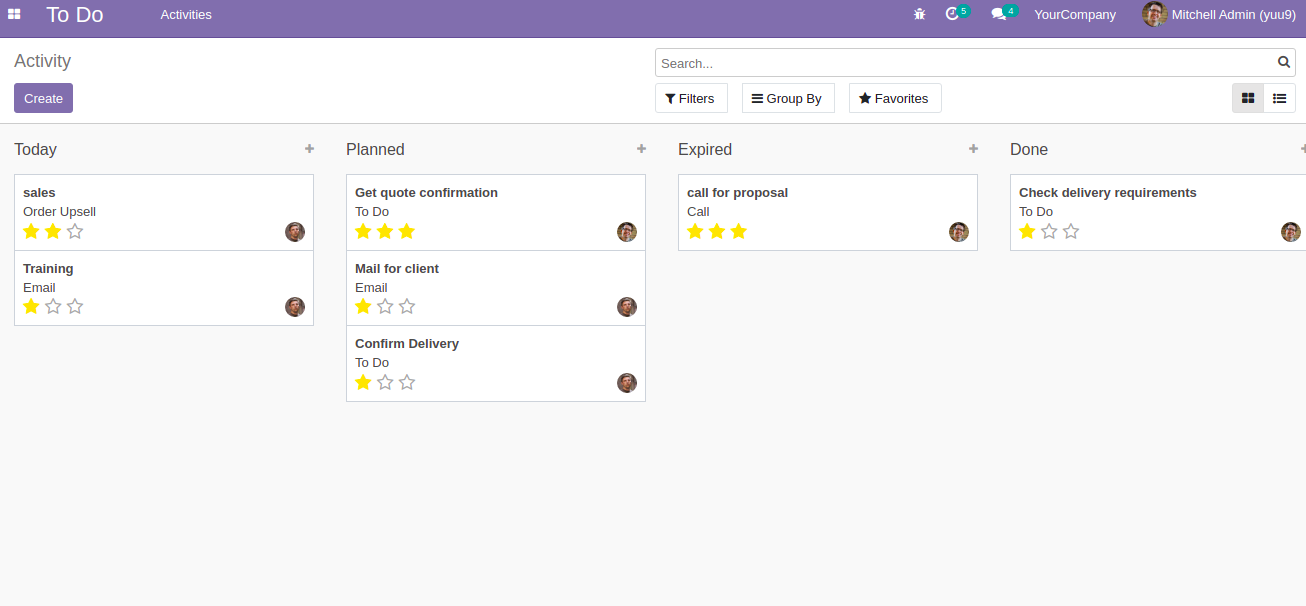 To Do Activities 5 4 YourCompany Mitchell Admin (yuu9)
Activity
Search...
Create Filters Group By Favorites
Today + Planned + Expired + Done +
sales
Order Upsell
Training
Email
Get quote confirmation
To Do
Mail for client
Email
Confirm Delivery
To Do
call for proposal
Call
Check delivery requirements
To Do